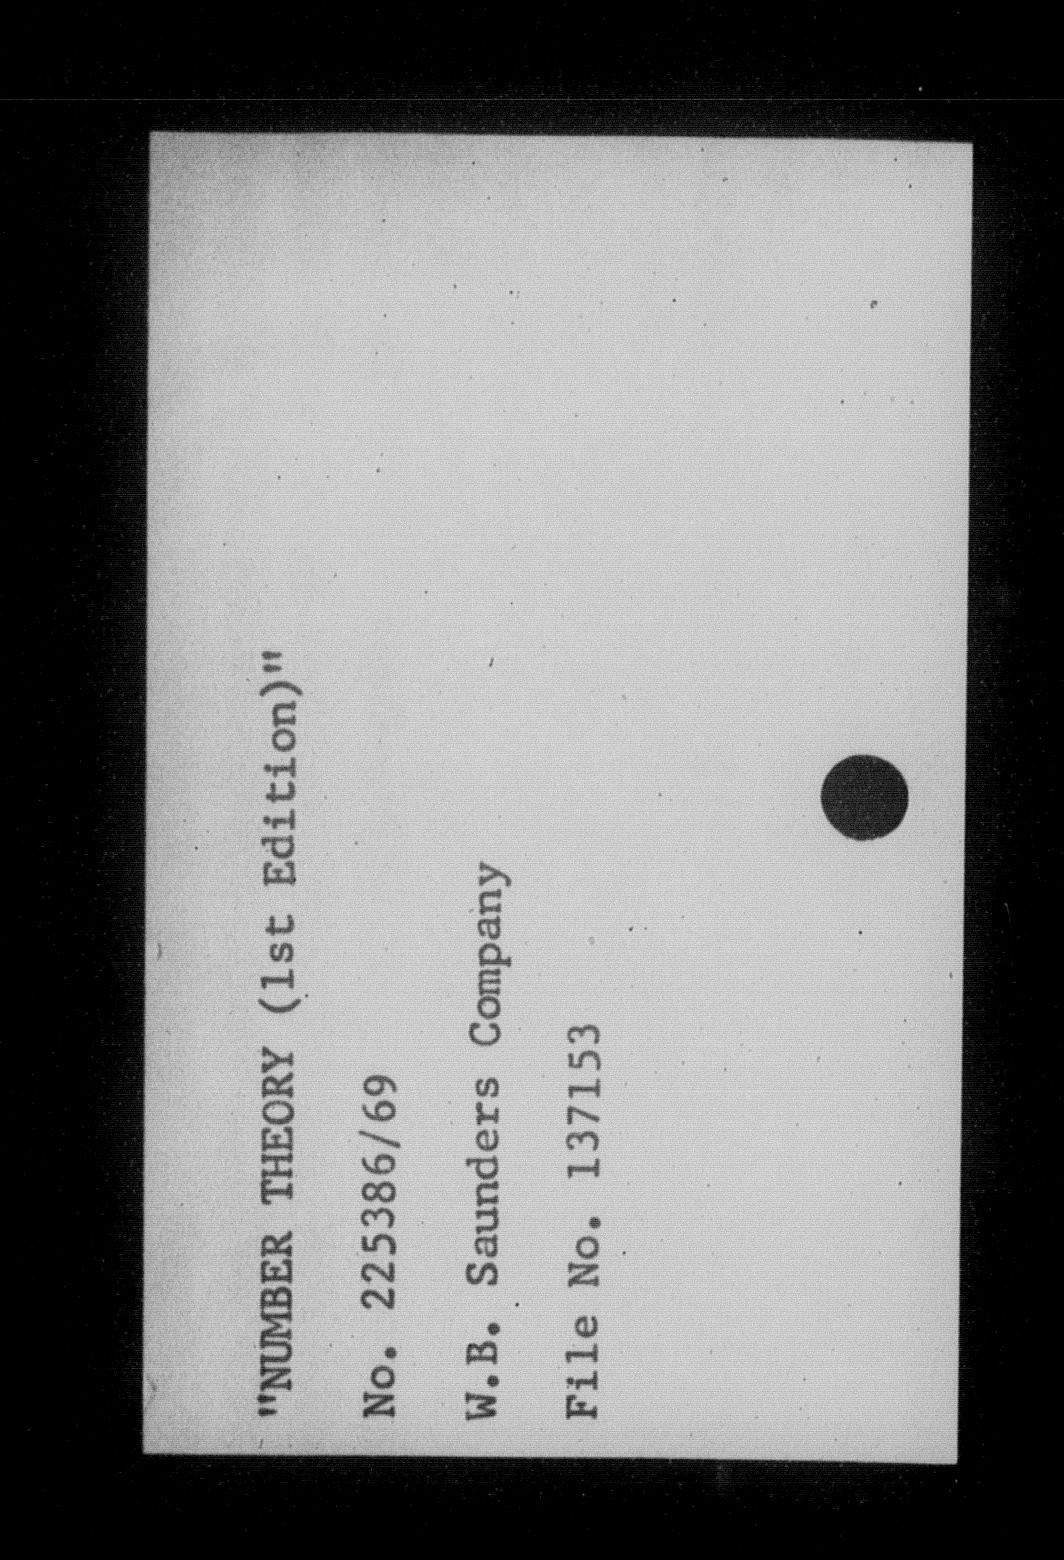 "NUMBER THEORY (1st Edition)"
No. 225386/69
W.B. Saunders Company
File No. 137153